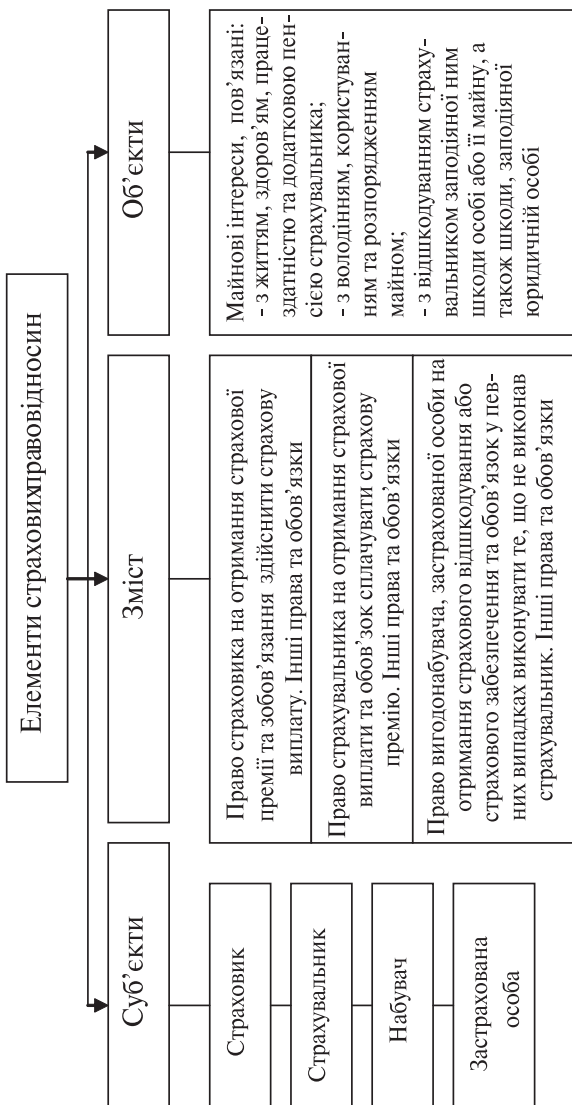 Елементи страхових правовідносин
Суб’єкти
Страховик
Страхувальник
Набувач
Застрахована
особа
Зміст
Право страховика на отримання страхової
премії та зобов’язання здійснити страхову
виплату. Інші права та обов’язки
Право страхувальника на отримання страхової
виплати та обов’зок сплачувати страхову
премію. Інші права та обов’язки
Право вигодонабувача, застрахованої особи на
отримання страхового відшкодування або
страхового забезпечення та обов’язок у пев-
них випадках виконувати те, що не виконав
страхувальник. Інші права та обов’язки
Об’єкти
Майнові інтереси, пов’язані:
- з життям, здоров’ям, праце-
здатністю та додатковою пен-
сією страхувальника;
- з володінням, користуван-
ням та розпорядженням
майном;
- з відшкодуванням страху-
вальником заподіяної ним
шкоди особі або її майну, а
також шкоди, заподіяної
юридичній особі